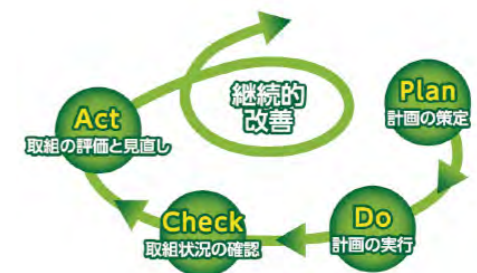 継続的
改善
Plan
計画の策定
Do
計画の実行
Check
取組状況の確認
Act
取組の評価と見直し